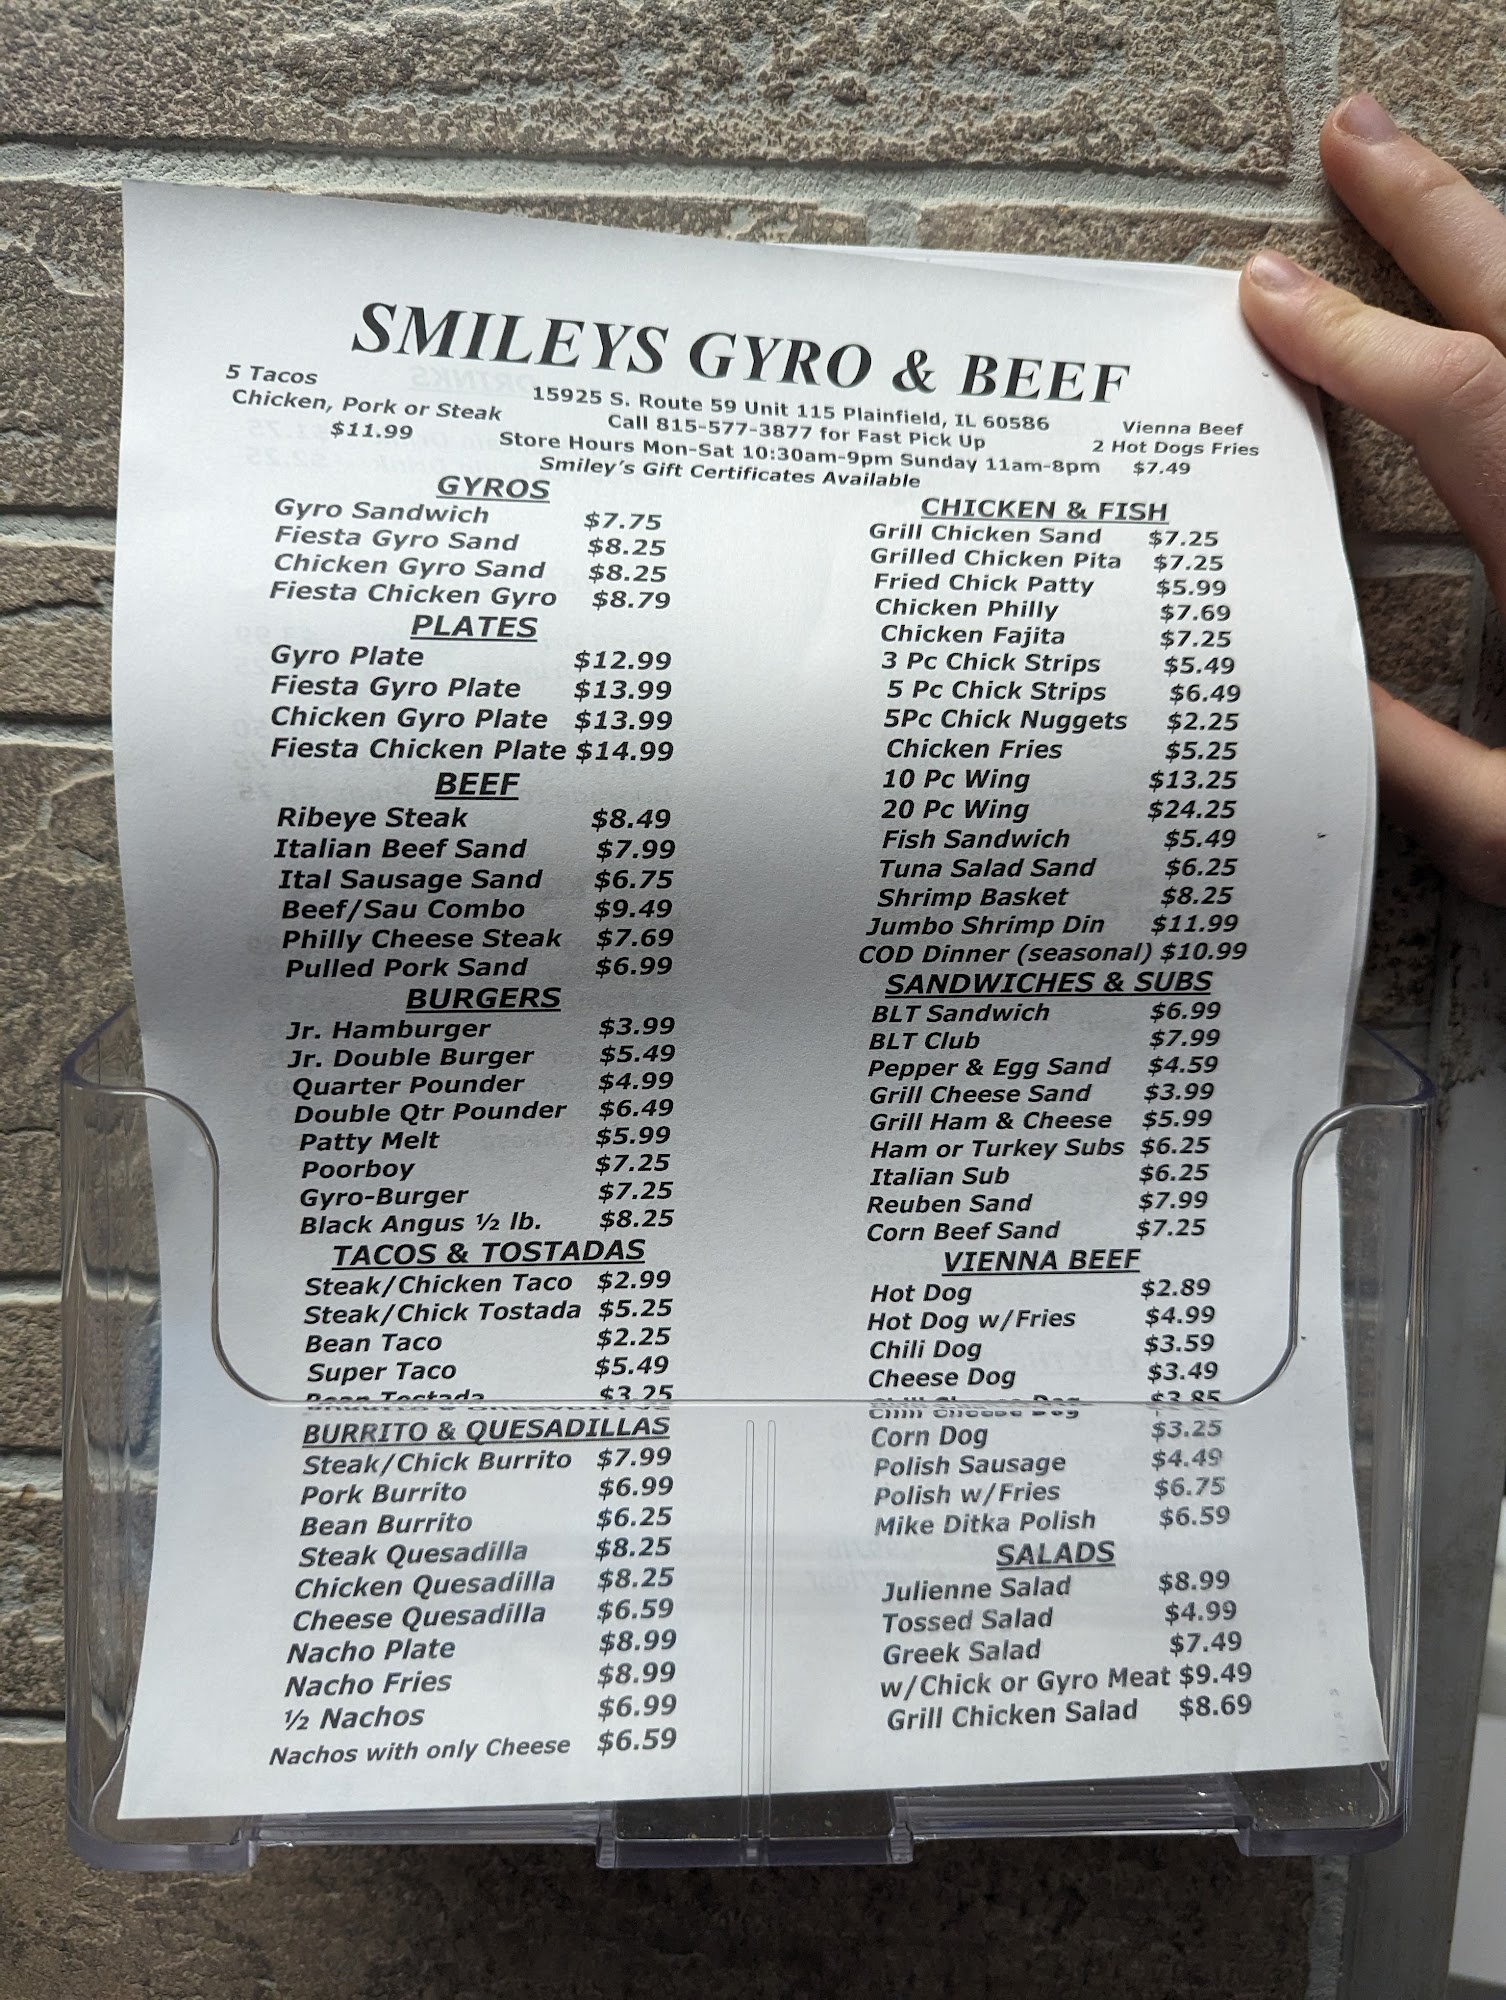 SMILEYS GYRO & BEEF
5 Tacos
Chicken, Pork or Steak
$11.99
15925 S. Route 59 Unit 115 Plainfield, IL 60586
Call 815-577-3877 for Fast Pick Up
Store Hours Mon-Sat 10:30am-9pm Sunday 11am-8pm
Smiley's Gift Certificates Available
Vienna Beef
2 Hot Dogs Fries
$7.49
GYROS
Gyro Sandwich $7.75
Fiesta Gyro Sand $8.25
Chicken Gyro Sand $8.25
Fiesta Chicken Gyro $8.79
PLATES
Gyro Plate $12.99
Fiesta Gyro Plate $13.99
Chicken Gyro Plate $13.99
Fiesta Chicken Plate $14.99
BEEF
Ribeye Steak $8.49
Italian Beef Sand $7.99
Ital Sausage Sand $6.75
Beef/Sau Combo $9.49
Philly Cheese Steak $7.69
Pulled Pork Sand $6.99
BURGERS
Jr. Hamburger $3.99
Jr. Double Burger $5.49
Quarter Pounder $4.99
Double Qtr Pounder $6.49
Patty Melt $5.99
Poorboy $7.25
Gyro-Burger $7.25
Black Angus ½ lb. $8.25
TACOS & TOSTADAS
Steak/Chicken Taco $2.99
Steak/Chick Tostada $5.25
Bean Taco $2.25
Super Taco $5.49
Bean Tostada $3.25
BURRITO & QUESADILLAS
Steak/Chick Burrito $7.99
Pork Burrito $6.99
Bean Burrito $6.25
Steak Quesadilla $8.25
Chicken Quesadilla $8.25
Cheese Quesadilla $6.59
Nacho Plate $8.99
Nacho Fries $8.99
½ Nachos $6.99
Nachos with only Cheese $6.59
CHICKEN & FISH
Grill Chicken Sand $7.25
Grilled Chicken Pita $7.25
Fried Chick Patty $5.99
Chicken Philly $7.69
Chicken Fajita $7.25
3 Pc Chick Strips $5.49
5 Pc Chick Strips $6.49
5Pc Chick Nuggets $2.25
Chicken Fries $5.25
10 Pc Wing $13.25
20 Pc Wing $24.25
Fish Sandwich $5.49
Tuna Salad Sand $6.25
Shrimp Basket $8.25
Jumbo Shrimp Din $11.99
COD Dinner (seasonal) $10.99
SANDWICHES & SUBS
BLT Sandwich $6.99
BLT Club $7.99
Pepper & Egg Sand $4.59
Grill Cheese Sand $3.99
Grill Ham & Cheese $5.99
Ham or Turkey Subs $6.25
Italian Sub $6.25
Reuben Sand $7.99
Corn Beef Sand $7.25
VIENNA BEEF
Hot Dog $2.89
Hot Dog w/Fries $4.99
Chili Dog $3.59
Cheese Dog $3.49
Chili Cheese Dog $3.85
Corn Dog $3.25
Polish Sausage $4.49
Polish w/Fries $6.75
Mike Ditka Polish $6.59
SALADS
Julienne Salad $8.99
Tossed Salad $4.99
Greek Salad $7.49
w/Chick or Gyro Meat $9.49
Grill Chicken Salad $8.69